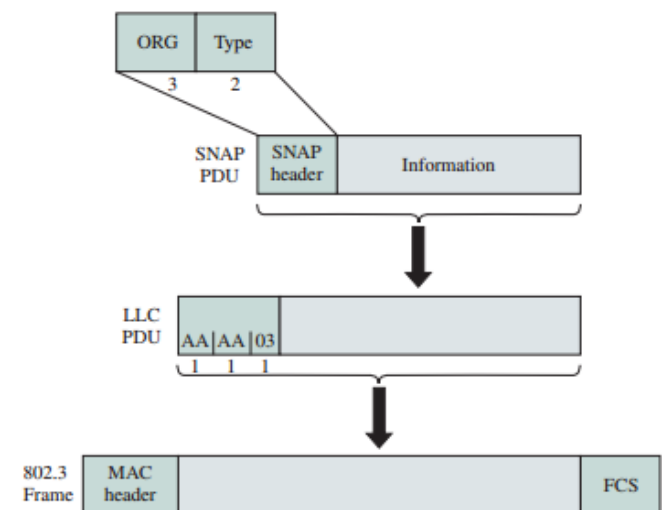 ORG Type
3 2
SNAP
PDU
SNAP
header
Information
LLC
PDU
AA AA 03
1 1 1
802.3
Frame
MAC
header
FCS